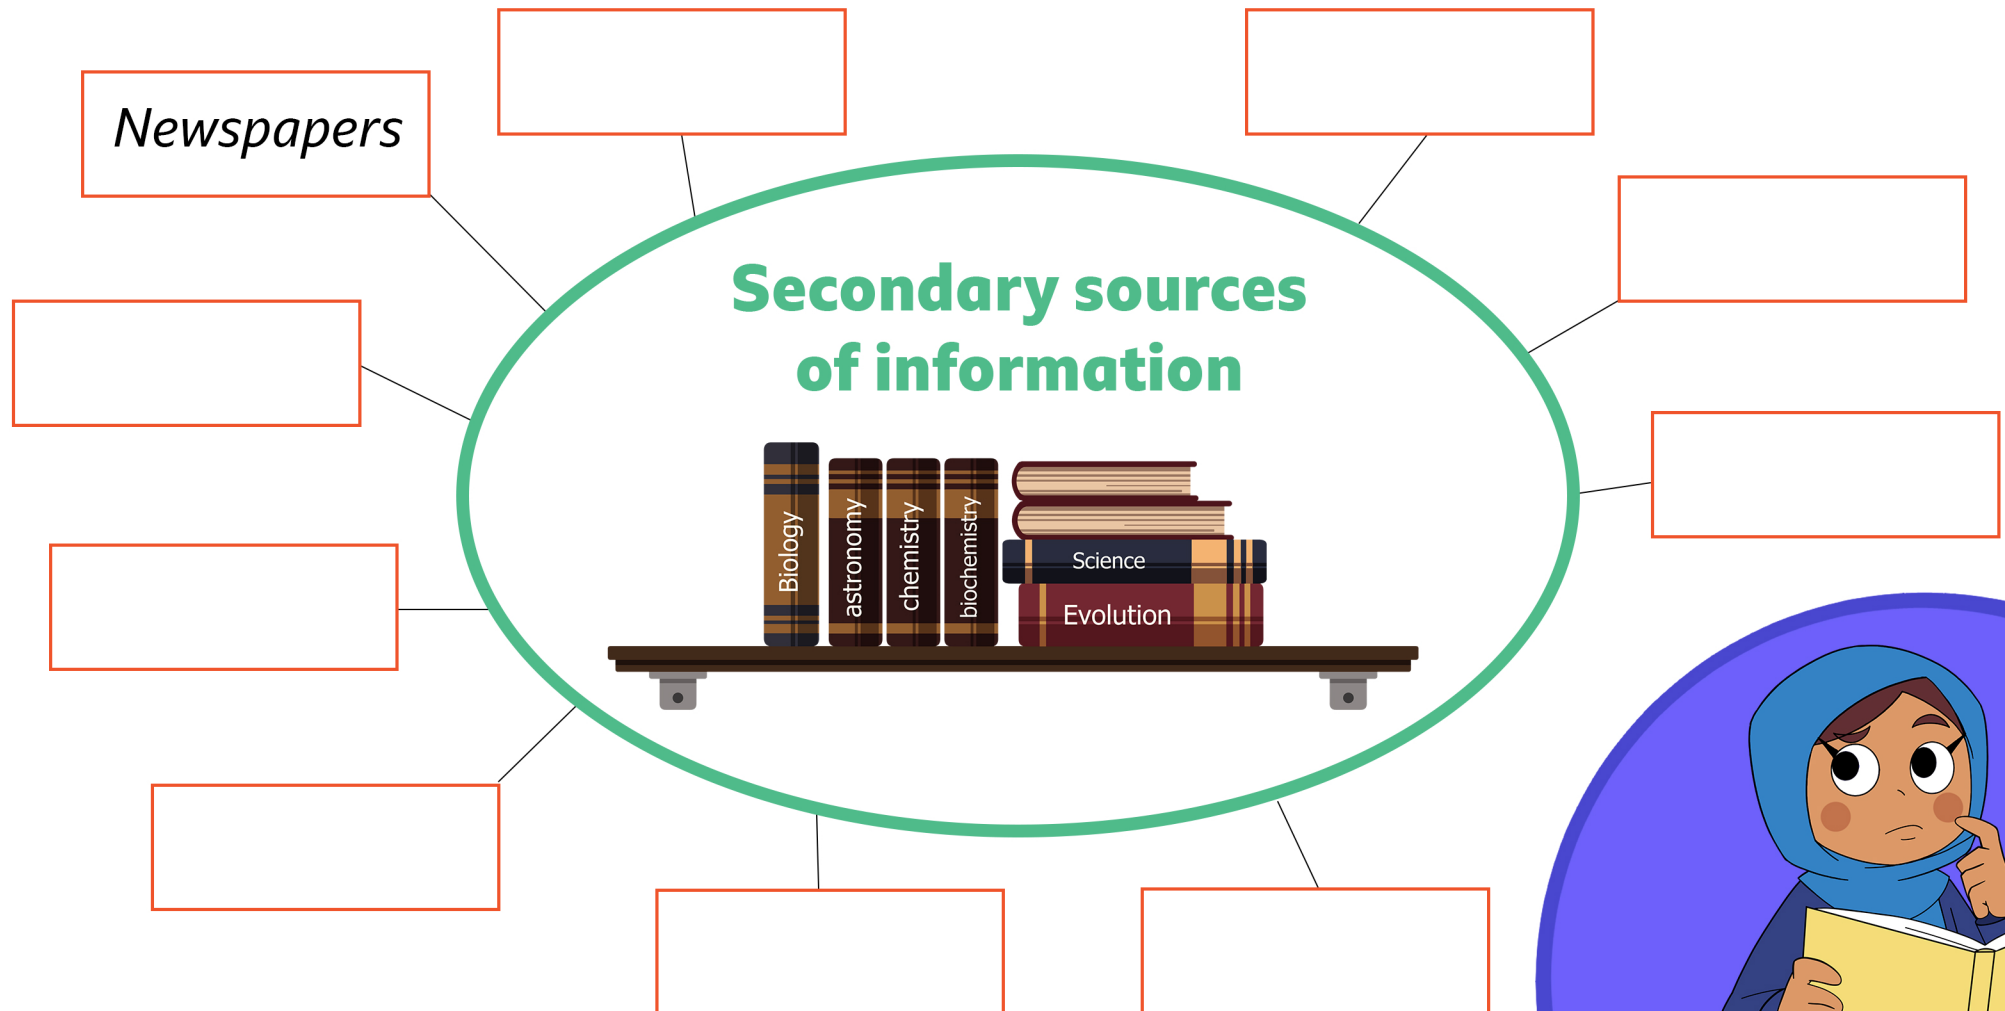 Newspapers
Secondary sources
of information
Biology
astronomy
chemistry
biochemistry
Science
Evolution